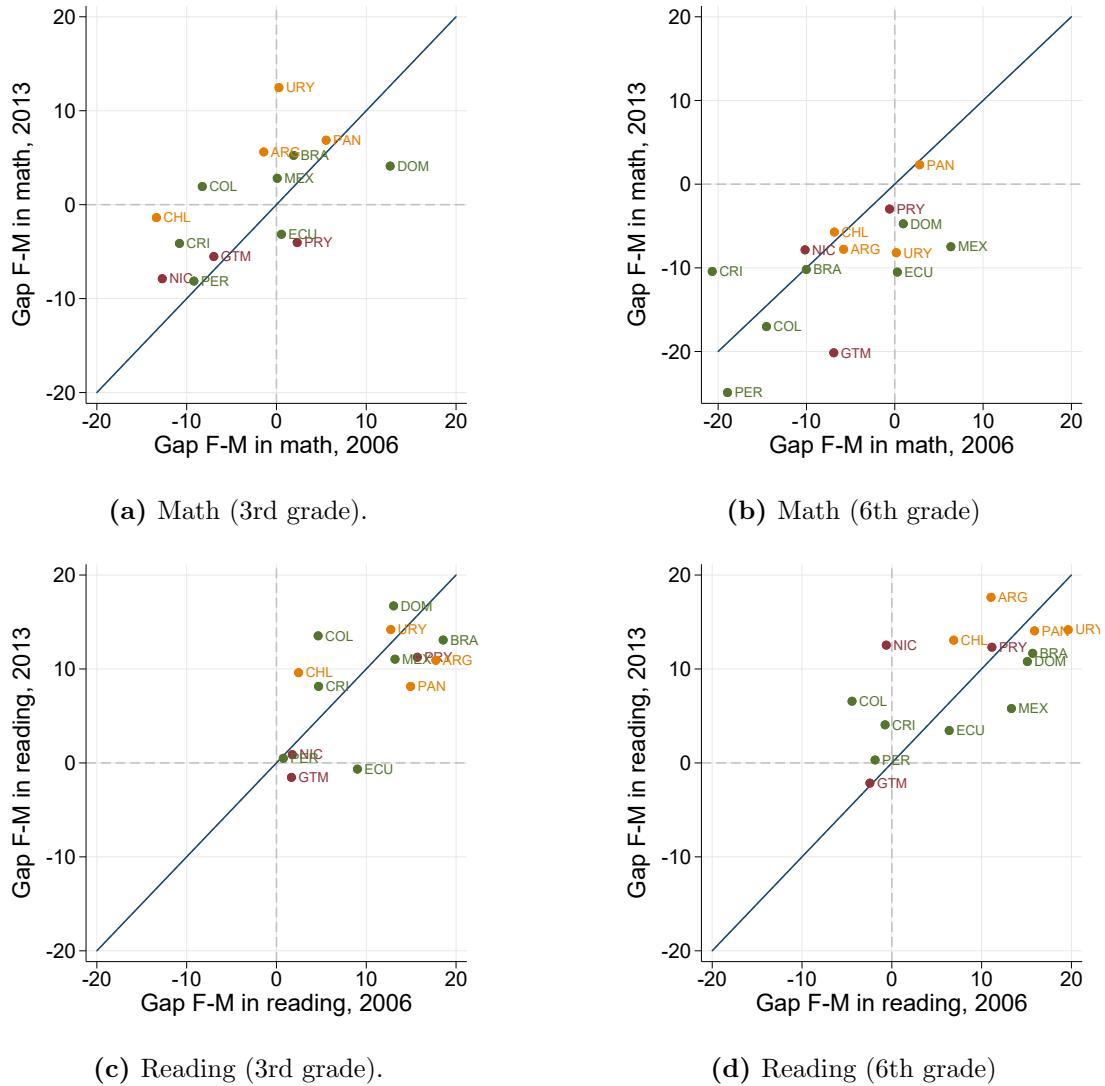 Gap F-M in math, 2013
20
10
0
-10
-20
URY
PAN
ARG
BRA
DOM
MEX
COL
CHL
ECU
PRY
CRI
GTM
NIC
PER
-20 -10 0 10 20
Gap F-M in math, 2006
(a) Math (3rd grade).
Gap F-M in math, 2013
20
10
0
-10
-20
PAN
PRY
DOM
CHL
MEX
NIC
ARG
URY
BRA
ECU
CRI
COL
GTM
PER
-20 -10 0 10 20
Gap F-M in math, 2006
(b) Math (6th grade)
Gap F-M in reading, 2013
20
10
0
-10
-20
DOM
URY
COL
BRA
PRY
MEX
ARG
CHL
CRI
PAN
NIC
PER
ECU
GTM
-20 -10 0 10 20
Gap F-M in reading, 2006
(c) Reading (3rd grade).
Gap F-M in reading, 2013
20
10
0
-10
-20
ARG
PAN
URY
CHL
NIC
PRY
BRA
DOM
COL
MEX
CRI
ECU
PER
GTM
-20 -10 0 10 20
Gap F-M in reading, 2006
(d) Reading (6th grade)